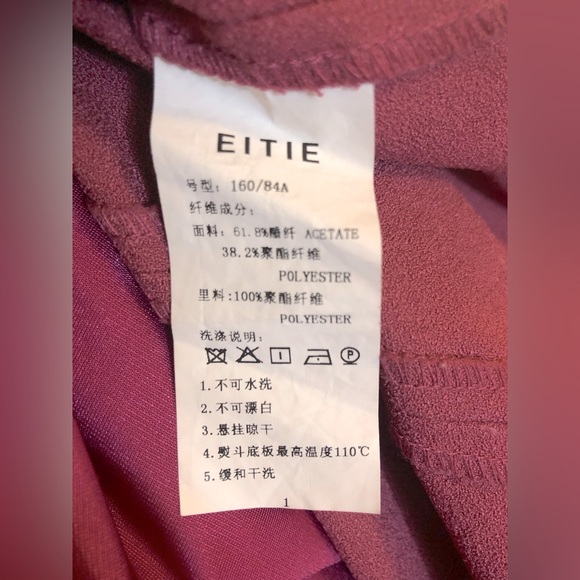 EITIE
号型: 160/84A
纤维成分:
面料: 61.8%醋纤 ACETATE
38.2%聚酯纤维
POLYESTER
里料:100%聚酯纤维
POLYESTER
洗涤说明:
P
1.不可水洗
2.不可漂白
3.悬挂晾干
4.熨斗底板最高温度110℃
5.缓和干洗
1